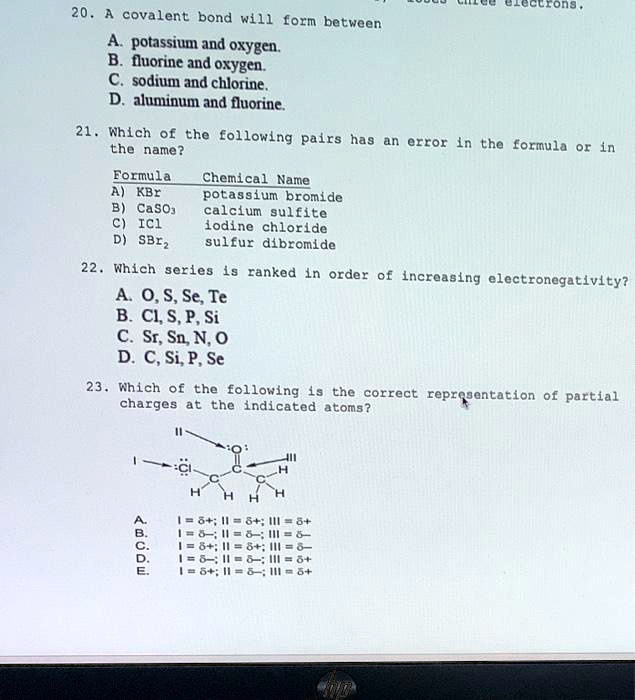 three electrons.
20. A covalent bond will form between
A. potassium and oxygen.
B. fluorine and oxygen.
C. sodium and chlorine.
D. aluminum and fluorine.
21. Which of the following pairs has an error in the formula or in
the name?
Formula Chemical Name
A) KBr potassium bromide
B) CaSO₃ calcium sulfite
C) ICl iodine chloride
D) SBr₂ sulfur dibromide
22. Which series is ranked in order of increasing electronegativity?
A. O, S, Se, Te
B. Cl, S, P, Si
C. Sr, Sn, N, O
D. C, Si, P, Se
23. Which of the following is the correct representation of partial
charges at the indicated atoms?
II
:O:
I :Cl C III
C C H
H H H H
A. I = δ+; II = δ+; III = δ+
B. I = δ–; II = δ–; III = δ–
C. I = δ+; II = δ+; III = δ–
D. I = δ–; II = δ–; III = δ+
E. I = δ+; II = δ–; III = δ+
hp